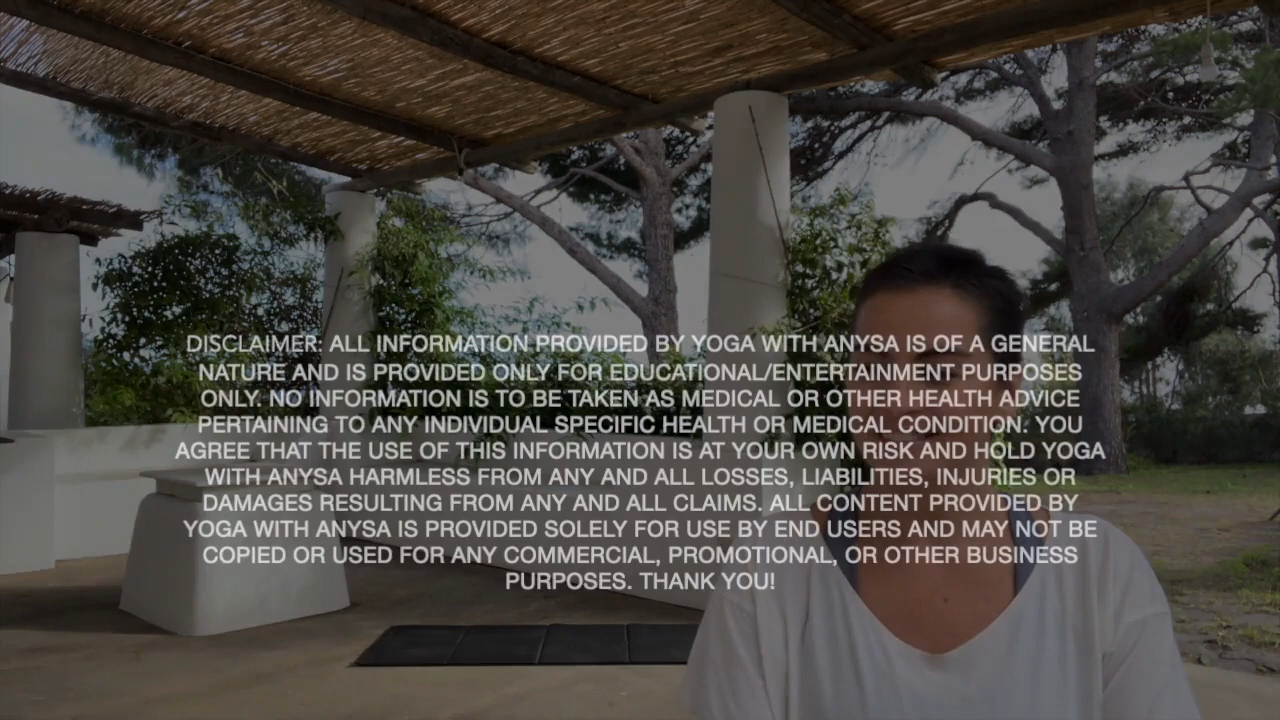 DISCLAIMER: ALL INFORMATION PROVIDED BY YOGA WITH ANYSA IS OF A GENERAL
NATURE AND IS PROVIDED ONLY FOR EDUCATIONAL/ENTERTAINMENT PURPOSES
ONLY. NO INFORMATION IS TO BE TAKEN AS MEDICAL OR OTHER HEALTH ADVICE
PERTAINING TO ANY INDIVIDUAL SPECIFIC HEALTH OR MEDICAL CONDITION. YOU
AGREE THAT THE USE OF THIS INFORMATION IS AT YOUR OWN RISK AND HOLD YOGA
WITH ANYSA HARMLESS FROM ANY AND ALL LOSSES, LIABILITIES, INJURIES OR
DAMAGES RESULTING FROM ANY AND ALL CLAIMS. ALL CONTENT PROVIDED BY
YOGA WITH ANYSA IS PROVIDED SOLELY FOR USE BY END USERS AND MAY NOT BE
COPIED OR USED FOR ANY COMMERCIAL, PROMOTIONAL, OR OTHER BUSINESS
PURPOSES. THANK YOU!